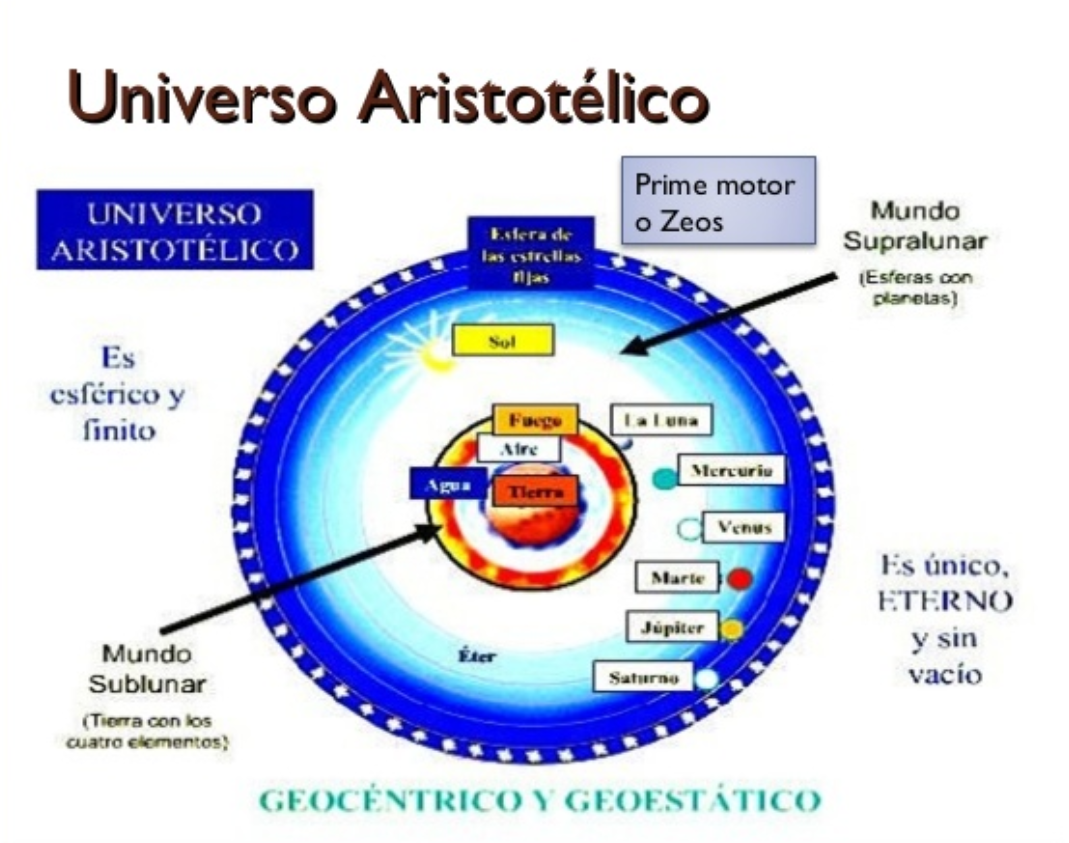 Universo Aristotélico
UNIVERSO
ARISTOTÉLICO
Prime motor
o Zeos
Mundo
Supralunar
(Esferas con
planetas)
Esfera de
las estrellas
fijas
Sol
Es
esférico y
finito
Fuego
La Luna
Aire
Mercurio
Agua
Tierra
Venus
Marte
Es único,
ETERNO
y sin
vacío
Júpiter
Éter
Saturno
Mundo
Sublunar
(Tierra con los
cuatro elementos)
GEOCÉNTRICO Y GEOESTÁTICO